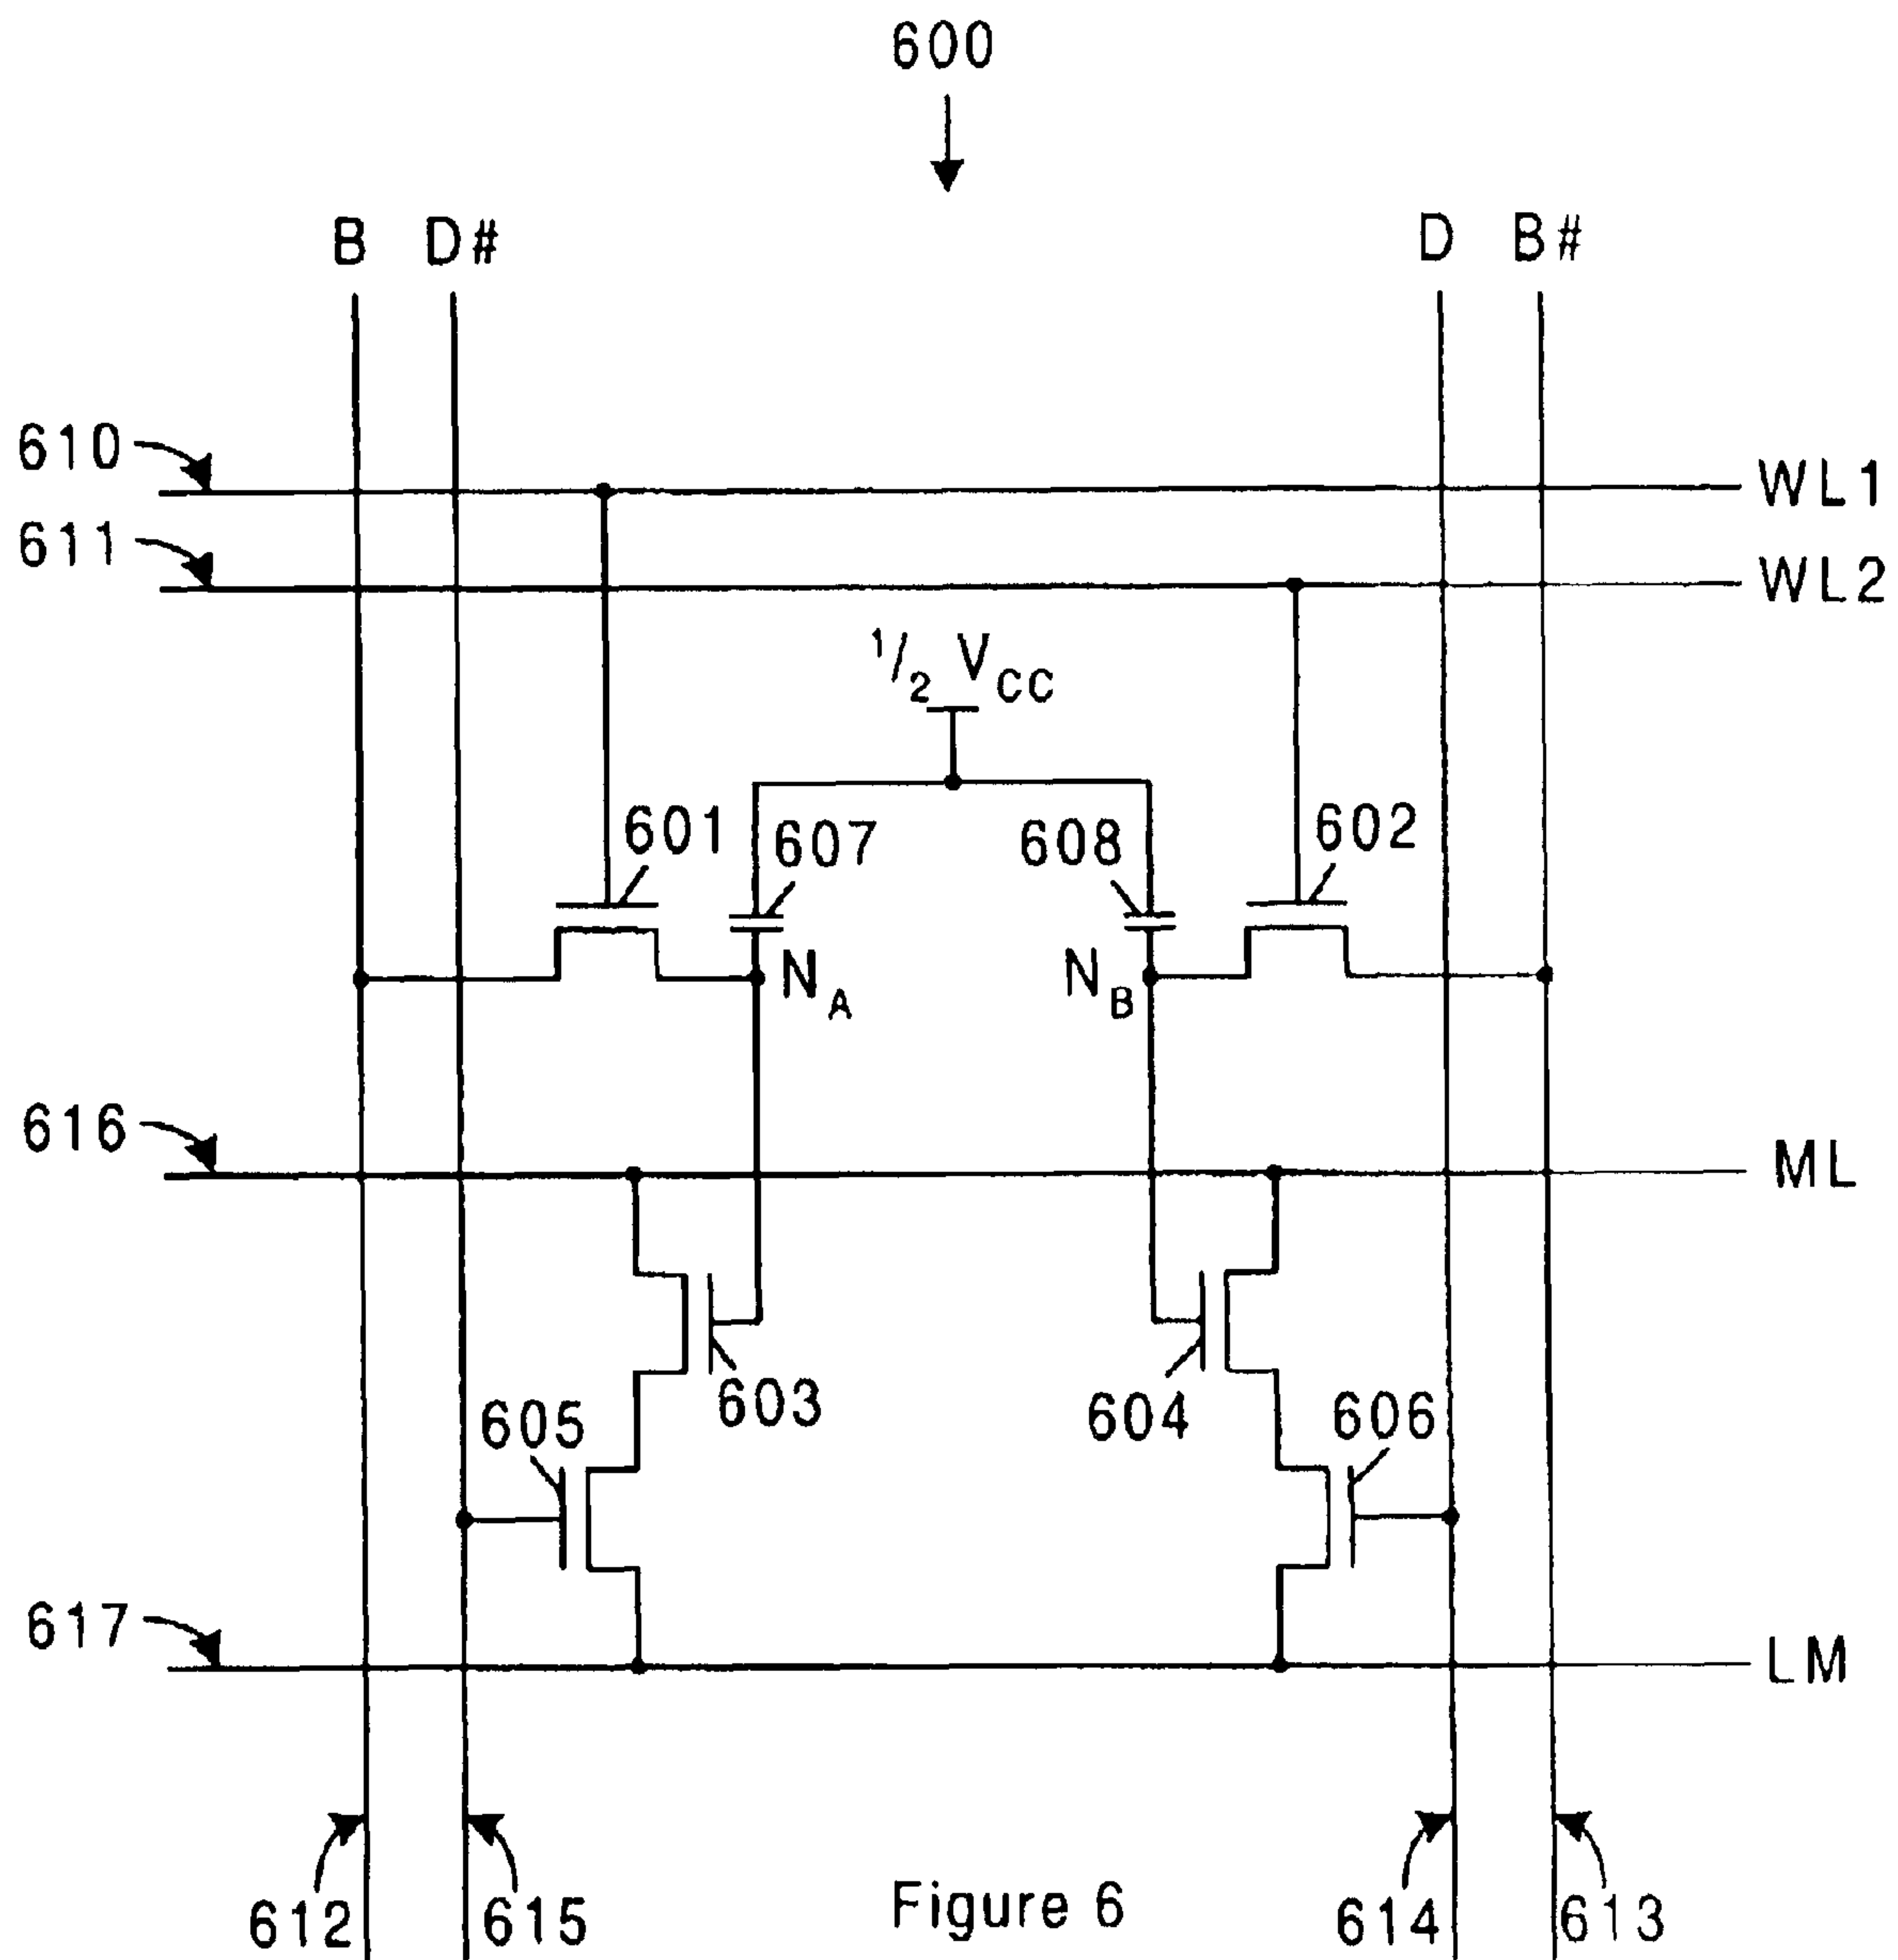 600
B D# D B#
610
WL1
611
WL2
1/2 VCC
601 607 608 602
NA NB
616
ML
603 604
605 606
617
LM
612 615 614 613
Figure 6